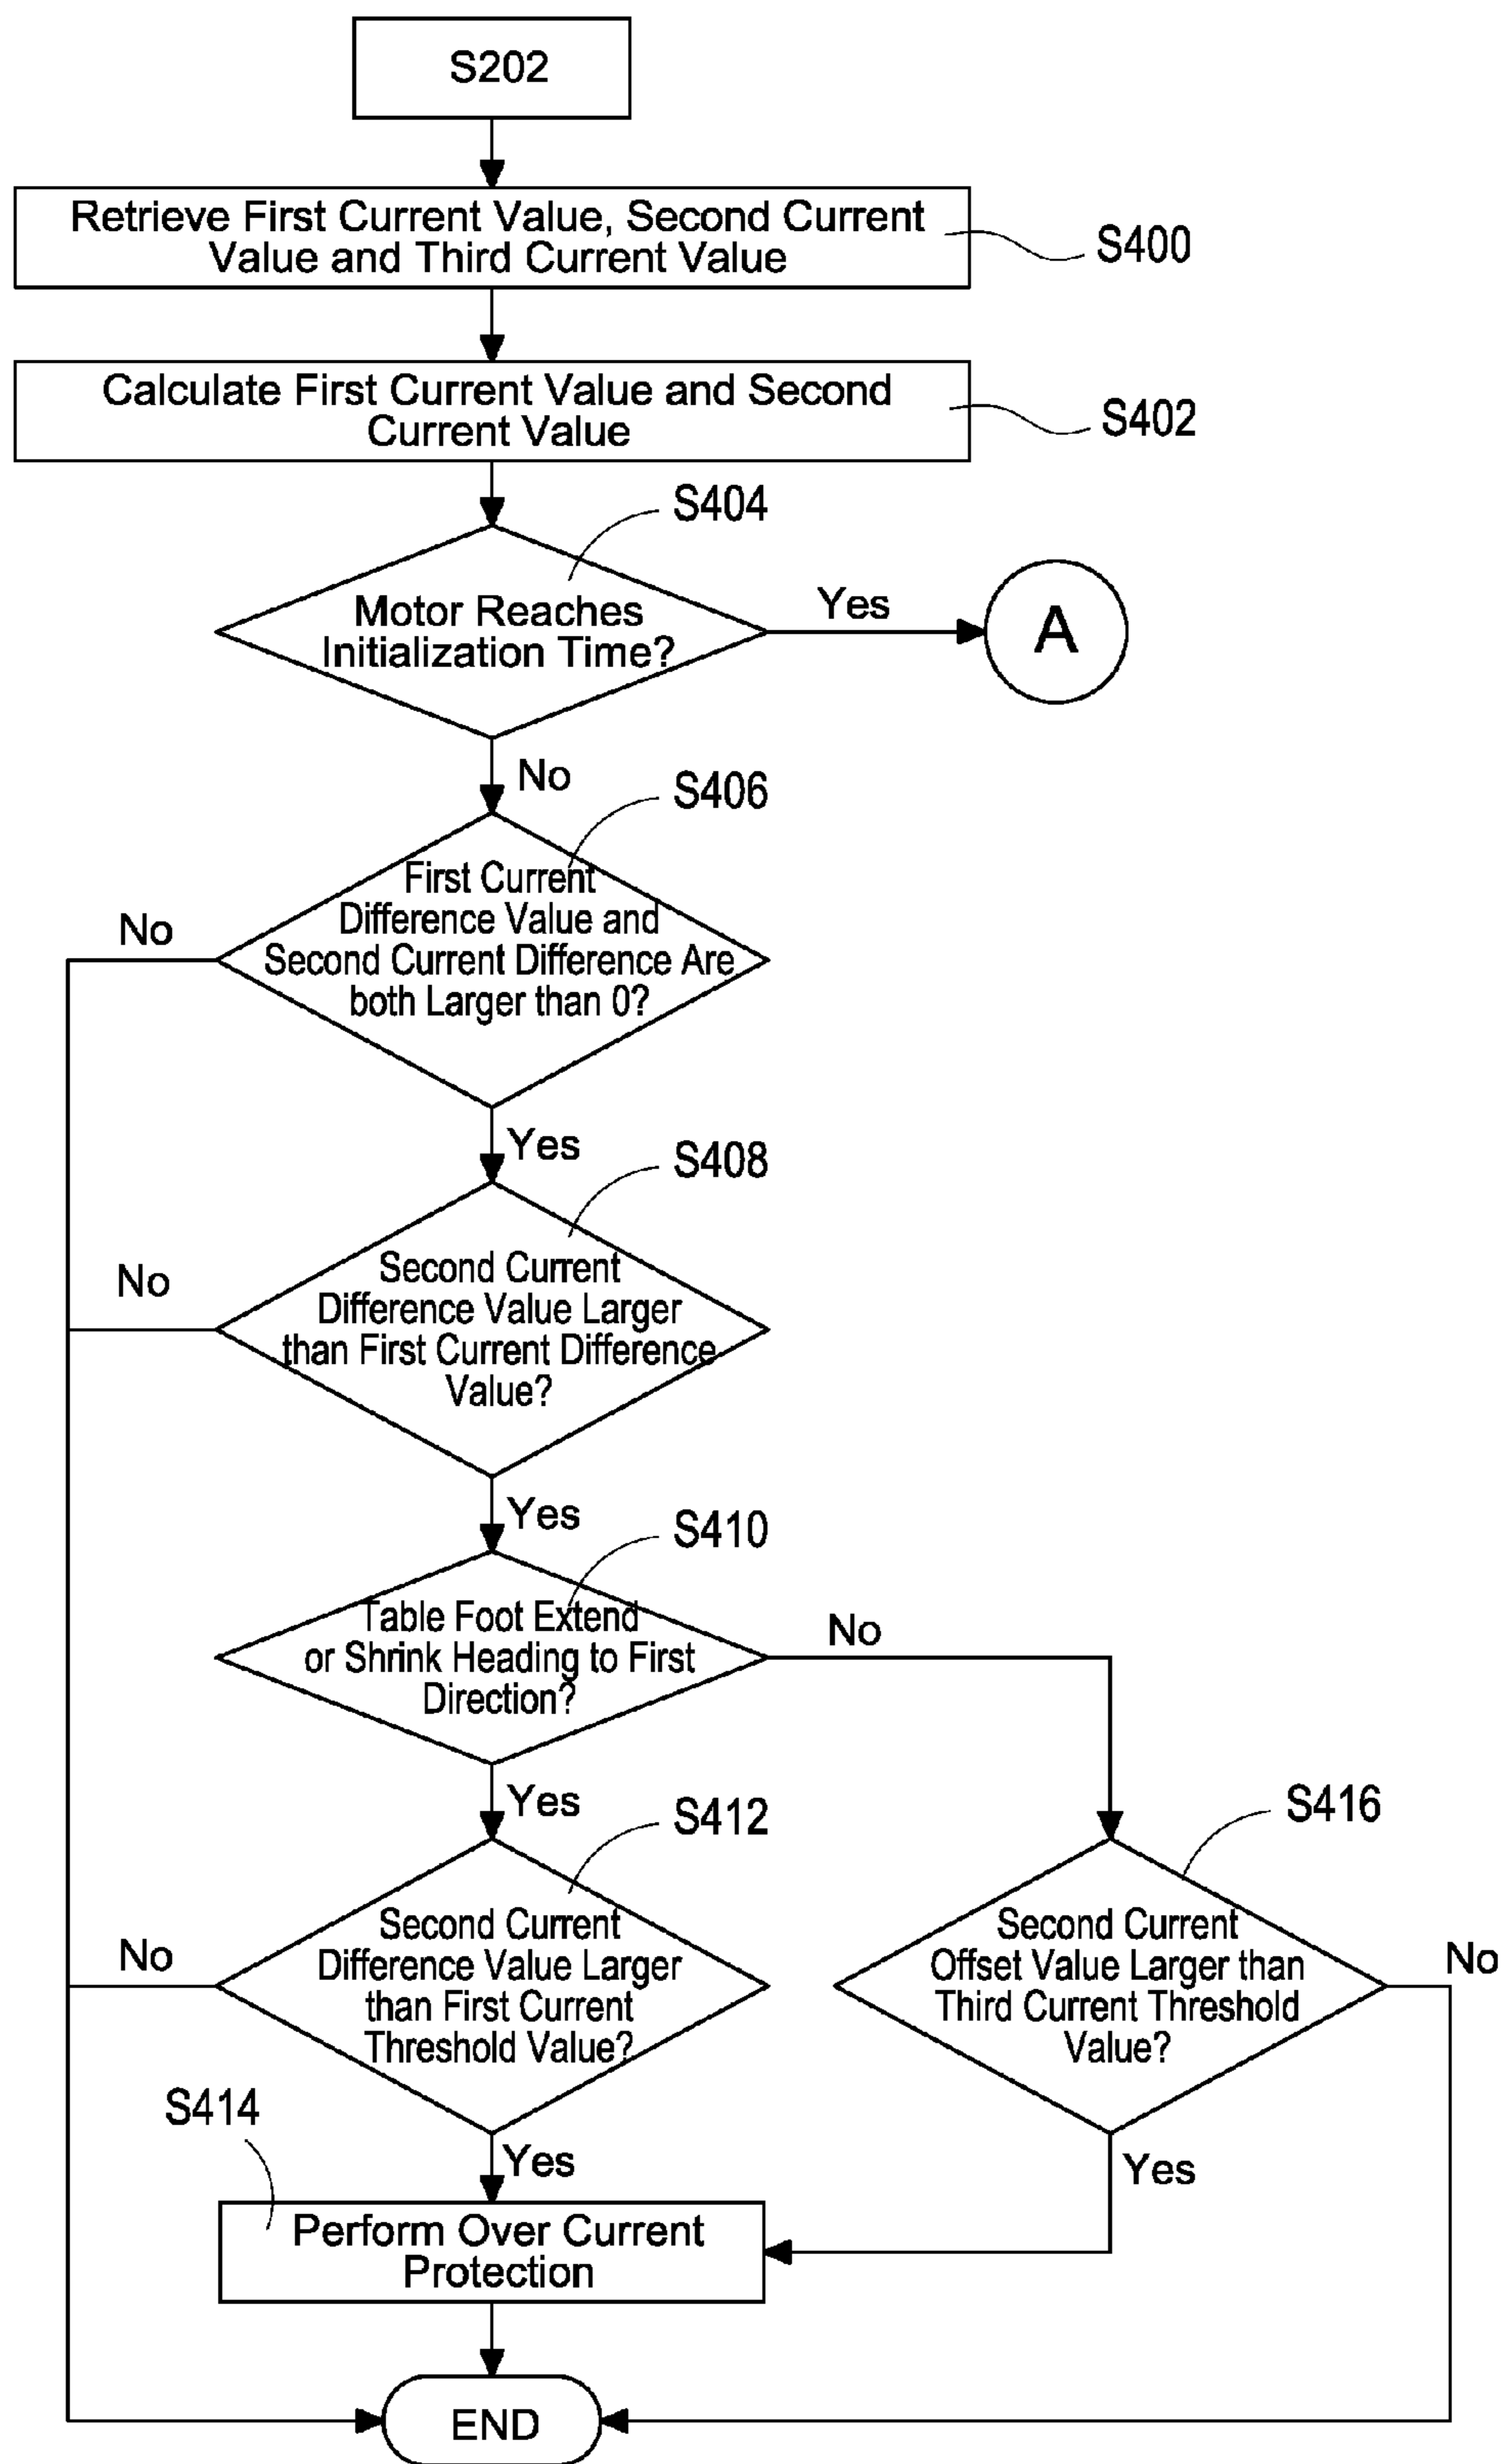 S202
Retrieve First Current Value, Second Current
Value and Third Current Value
S400
Calculate First Current Value and Second
Current Value
S402
S404
Motor Reaches
Initialization Time?
Yes
A
No
S406
First Current
Difference Value and
Second Current Difference Are
both Larger than 0?
No
Yes
S408
Second Current
Difference Value Larger
than First Current Difference
Value?
No
Yes
S410
Table Foot Extend
or Shrink Heading to First
Direction?
No
Yes
S412
S416
Second Current
Difference Value Larger
than First Current
Threshold Value?
No
Second Current
Offset Value Larger than
Third Current Threshold
Value?
No
S414
Yes
Yes
Perform Over Current
Protection
END